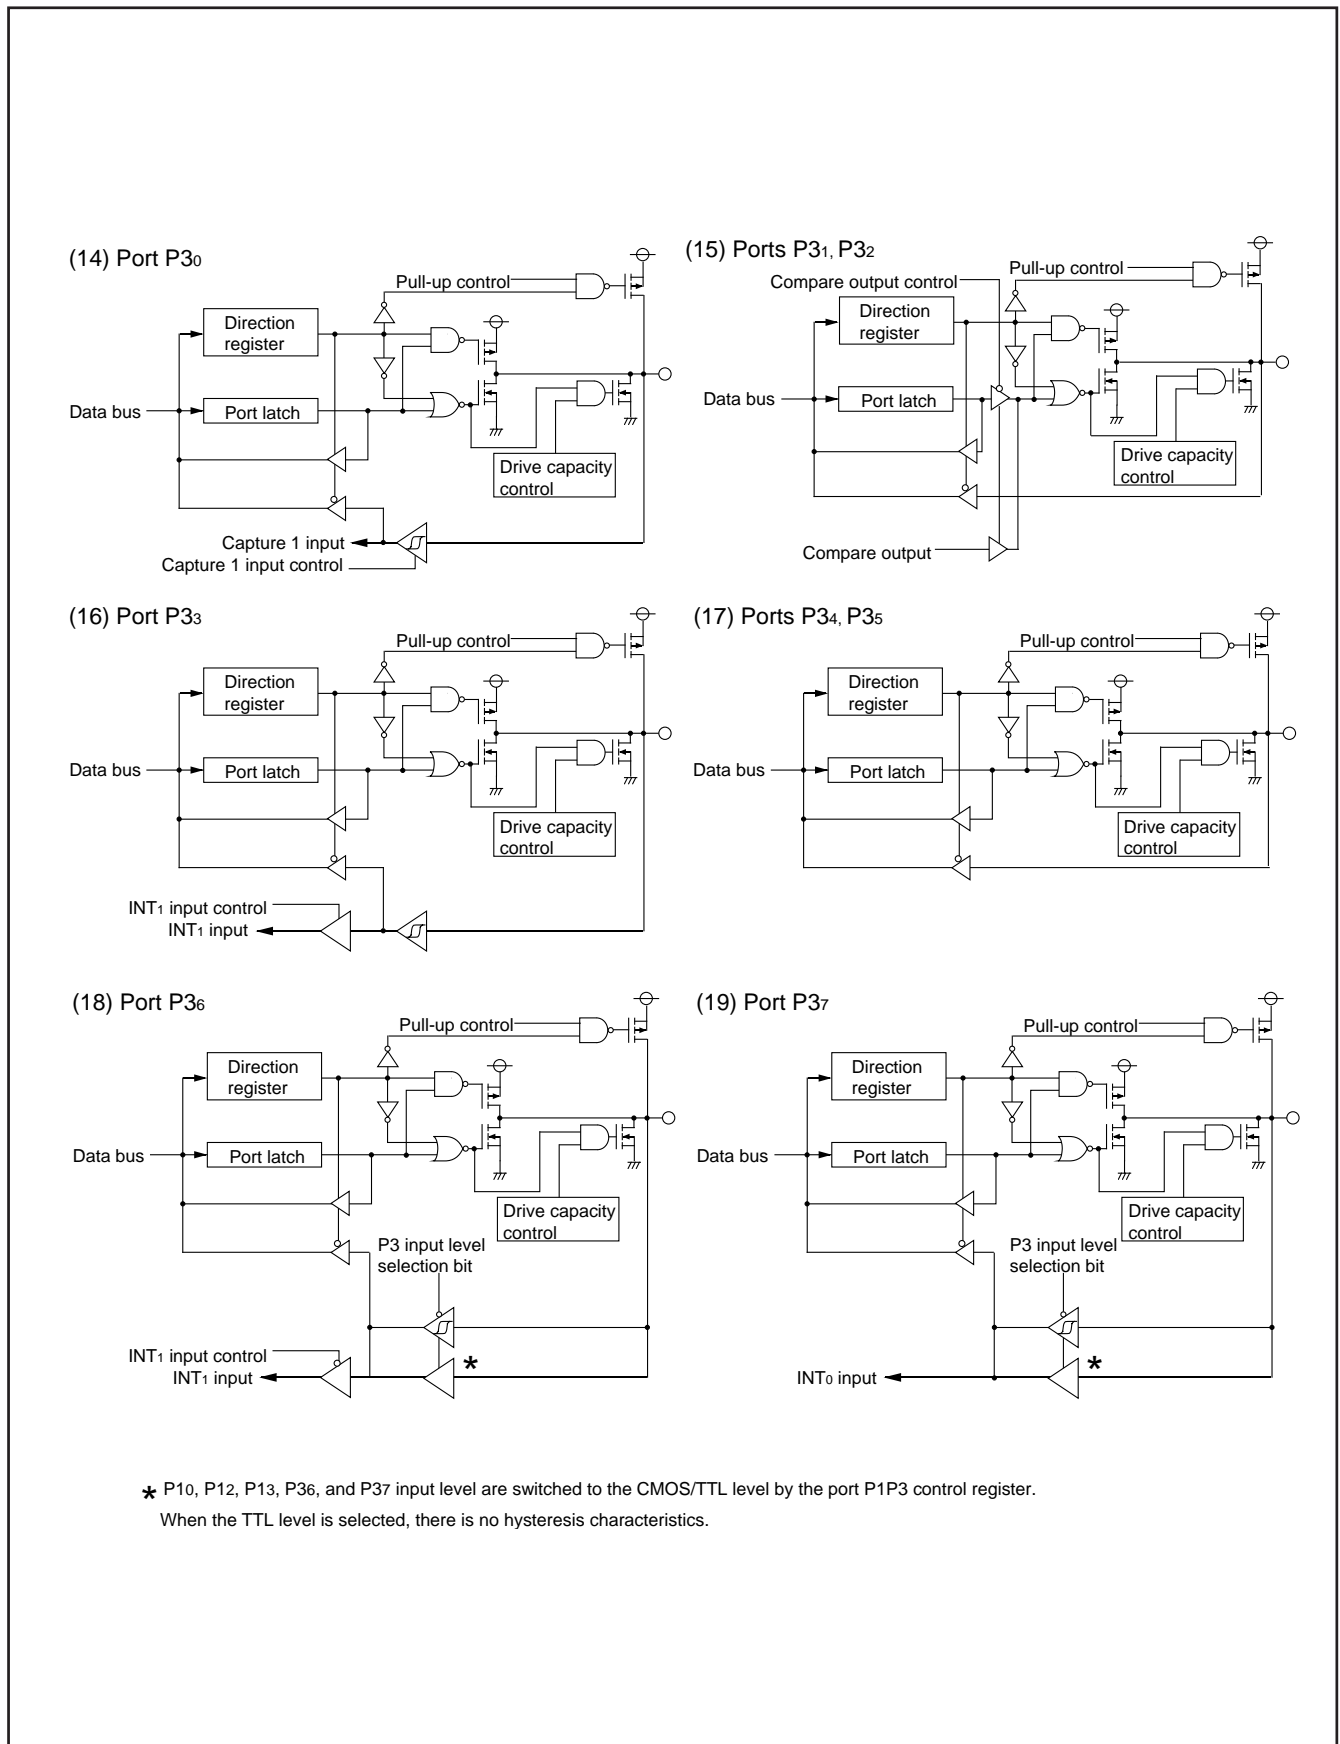 (14) Port P30
Pull-up control
Direction
register
Data bus
Port latch
Drive capacity
control
Capture 1 input
Capture 1 input control
(15) Ports P31, P32
Pull-up control
Compare output control
Direction
register
Data bus
Port latch
Drive capacity
control
Compare output
(16) Port P33
Pull-up control
Direction
register
Data bus
Port latch
Drive capacity
control
INT1 input control
INT1 input
(17) Ports P34, P35
Pull-up control
Direction
register
Data bus
Port latch
Drive capacity
control
(18) Port P36
Pull-up control
Direction
register
Data bus
Port latch
Drive capacity
control
P3 input level
selection bit
INT1 input control
INT1 input
*
(19) Port P37
Pull-up control
Direction
register
Data bus
Port latch
Drive capacity
control
P3 input level
selection bit
INT0 input
*
* P10, P12, P13, P36, and P37 input level are switched to the CMOS/TTL level by the port P1P3 control register.
When the TTL level is selected, there is no hysteresis characteristics.